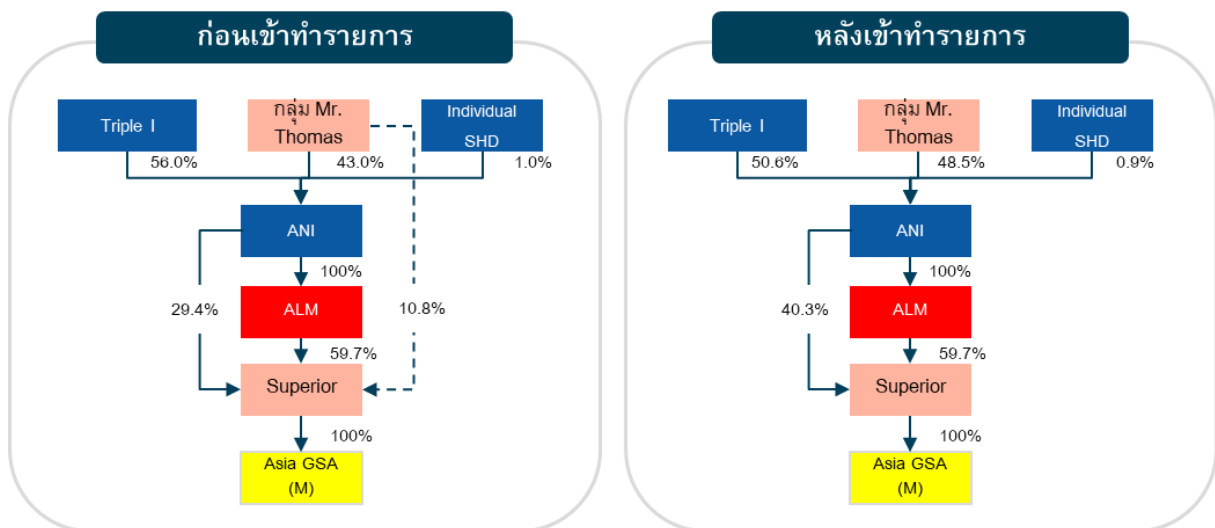 ก่อนเข้าทำรายการ
Triple I
กลุ่ม Mr.
Thomas
Individual
SHD
56.0%
43.0%
1.0%
ANI
100%
29.4%
ALM
10.8%
59.7%
Superior
100%
Asia GSA
(M)
หลังเข้าทำรายการ
Triple I
กลุ่ม Mr.
Thomas
Individual
SHD
50.6%
48.5%
0.9%
ANI
100%
40.3%
ALM
59.7%
Superior
100%
Asia GSA
(M)